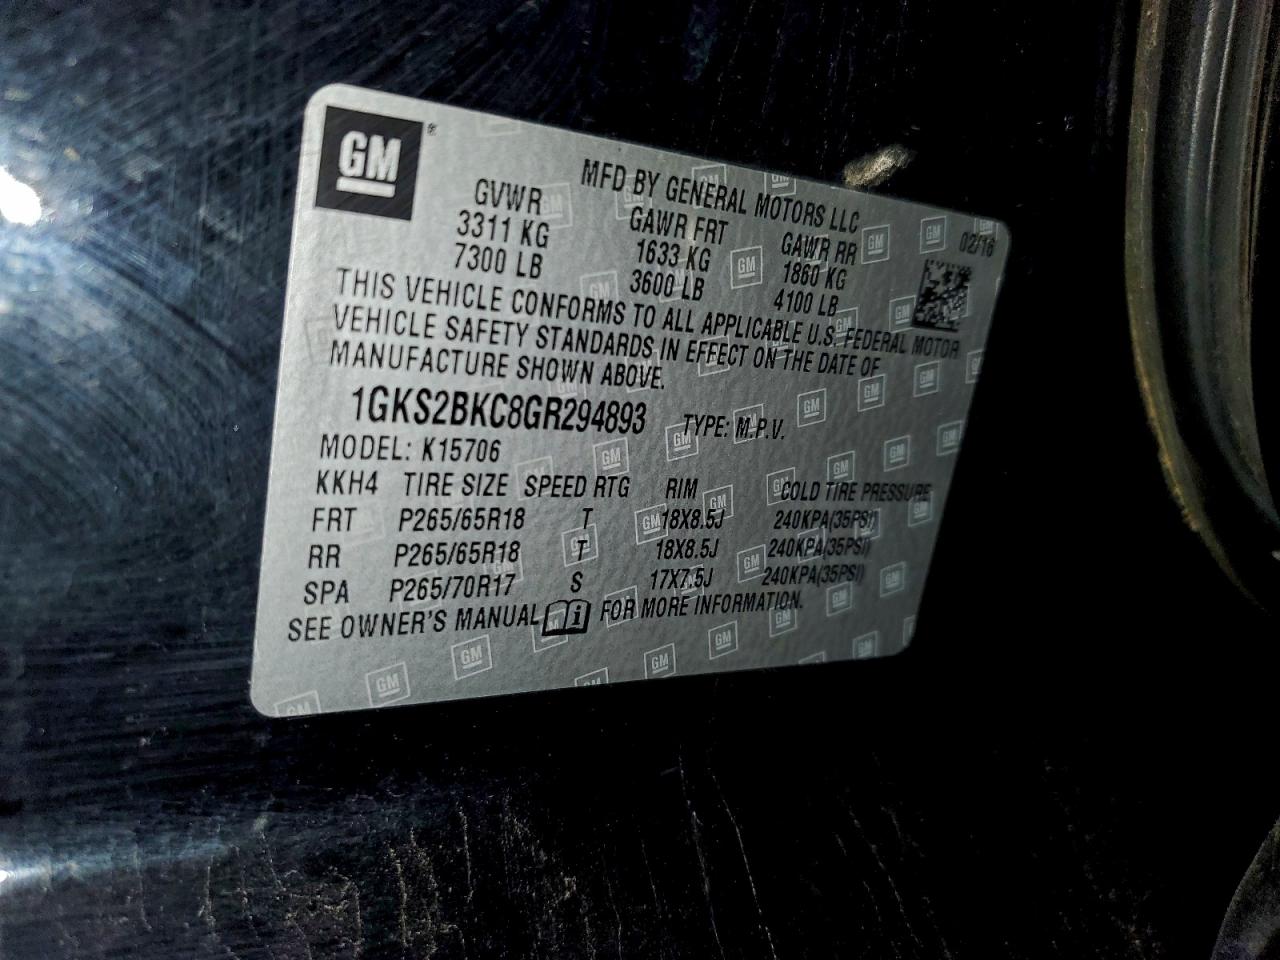 GM®
MFD BY GENERAL MOTORS LLC
02/16
GVWR GAWR FRT GAWR RR
3311 KG 1633 KG 1860 KG
7300 LB 3600 LB 4100 LB
THIS VEHICLE CONFORMS TO ALL APPLICABLE U.S. FEDERAL MOTOR
VEHICLE SAFETY STANDARDS IN EFFECT ON THE DATE OF
MANUFACTURE SHOWN ABOVE.
1GKS2BKC8GR294893 TYPE: M.P.V.
MODEL: K15706
KKH4 TIRE SIZE SPEED RTG RIM COLD TIRE PRESSURE
FRT P265/65R18 T 18X8.5J 240KPA(35PSI)
RR P265/65R18 T 18X8.5J 240KPA(35PSI)
SPA P265/70R17 S 17X7.5J 240KPA(35PSI)
SEE OWNER'S MANUAL i FOR MORE INFORMATION.